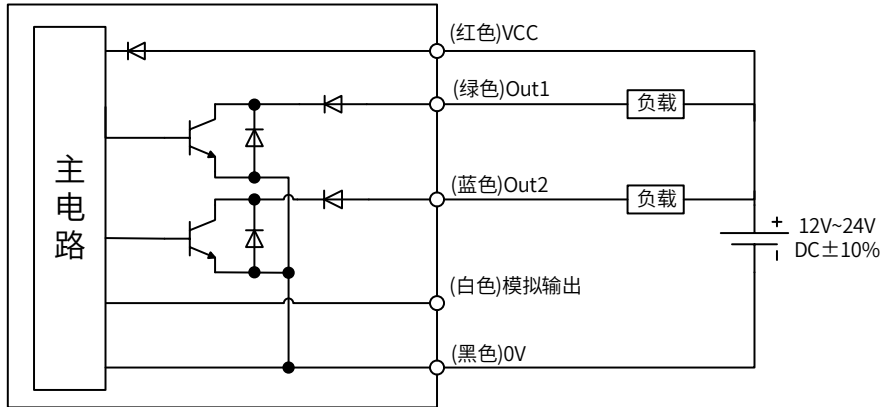 (红色)VCC
(绿色)Out1
负载
主电路
(蓝色)Out2
负载
+
12V~24V
DC±10%
-
(白色)模拟输出
(黑色)0V